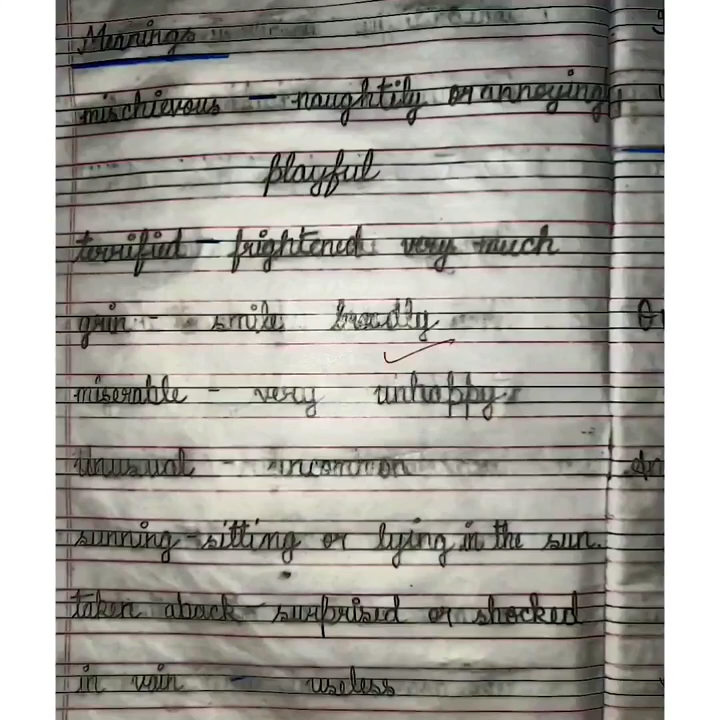 Meanings
mischievous - naughtily or annoyingly
playful
terrified - frightened very much
grin - smile broadly
miserable - very unhappy
unusual - uncommon
sunning - sitting or lying in the sun.
taken aback - surprised or shocked
in vain - useless